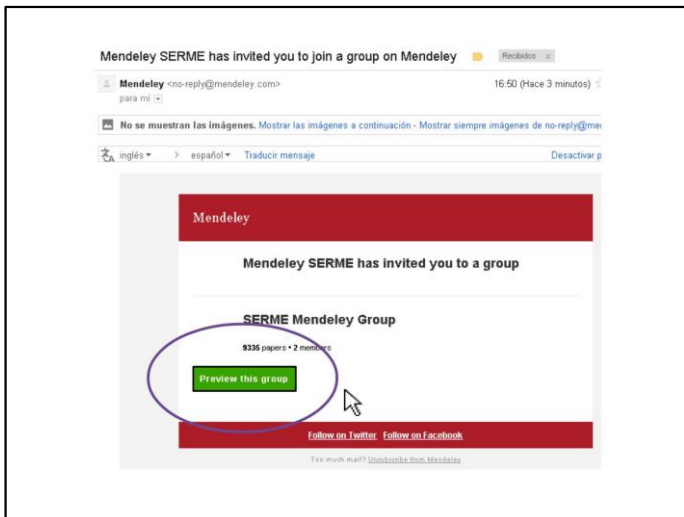 Mendeley SERME has invited you to join a group on Mendeley Recibidos x
Mendeley <no-reply@mendeley.com> 16:50 (Hace 3 minutos)
para mí
No se muestran las imágenes. Mostrar las imágenes a continuación - Mostrar siempre imágenes de no-reply@me
inglés > español Traducir mensaje Desactivar p
Mendeley
Mendeley SERME has invited you to a group
SERME Mendeley Group
9335 papers • 2 members
Preview this group
Follow on Twitter Follow on Facebook
Too much mail? Unsubscribe from Mendeley